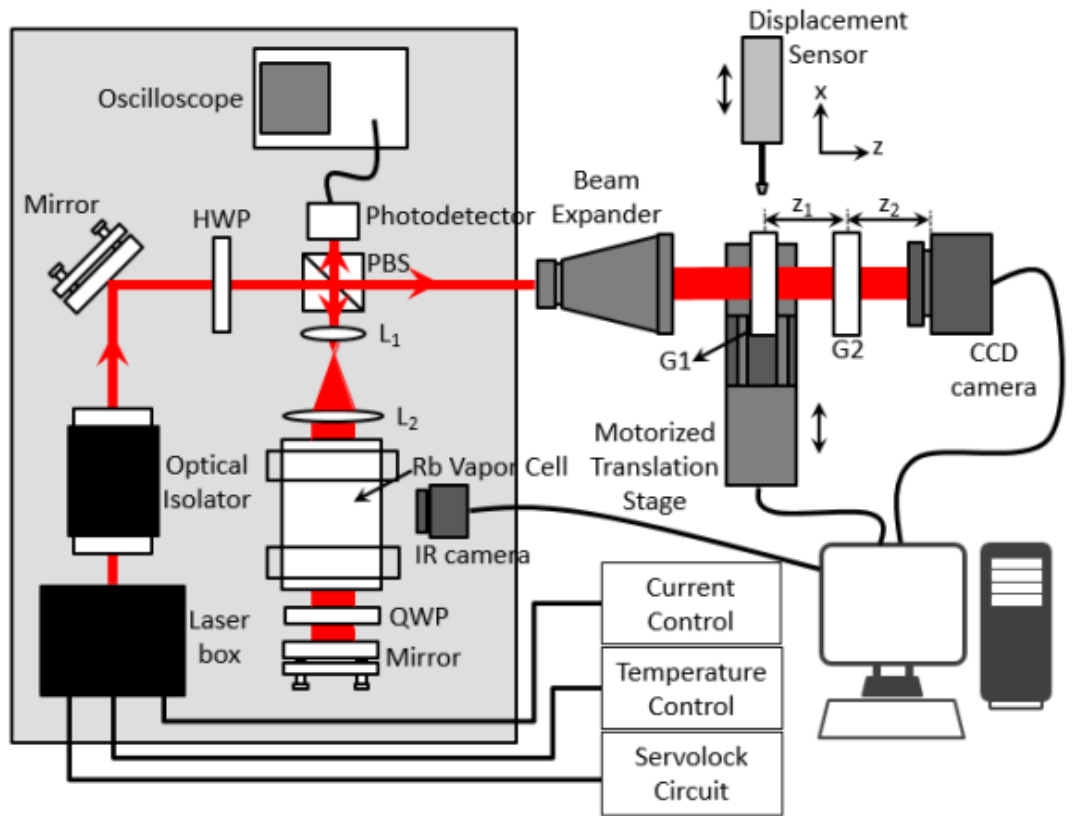 Displacement
Sensor
Oscilloscope
x
z
Mirror
HWP
Photodetector
PBS
Beam
Expander
z₁
z₂
L₁
G1
G2
CCD
camera
L₂
Optical
Isolator
Rb Vapor Cell
Motorized
Translation
Stage
IR camera
Laser
box
QWP
Mirror
Current
Control
Temperature
Control
Servolock
Circuit